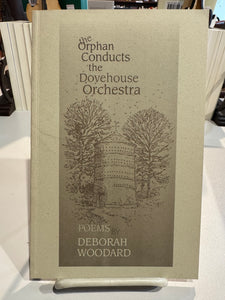 the
Orphan
Conducts
the
Dovehouse
Orchestra
POEMS
DEBORAH
WOODARD